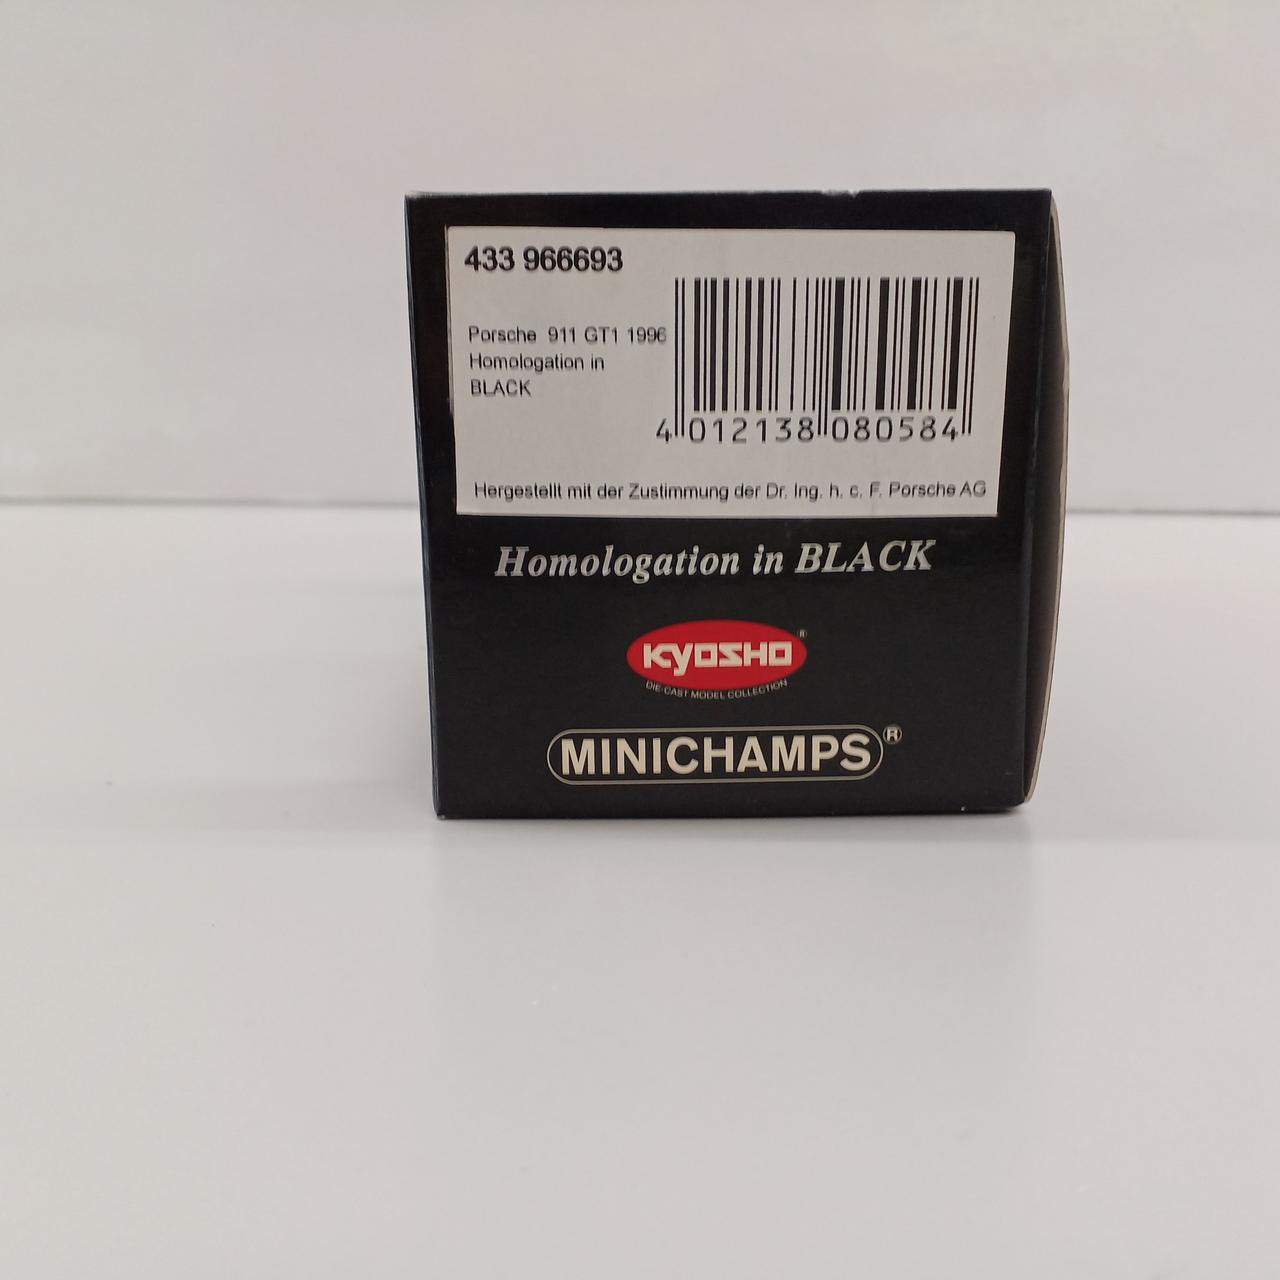 433 966693
Porsche 911 GT1 1996
Homologation in
BLACK
4 012138 080584
Hergestellt mit der Zustimmung der Dr. Ing. h. c. F. Porsche AG
Homologation in BLACK
KYOSHO ®
DIE-CAST MODEL COLLECTION
MINICHAMPS ®